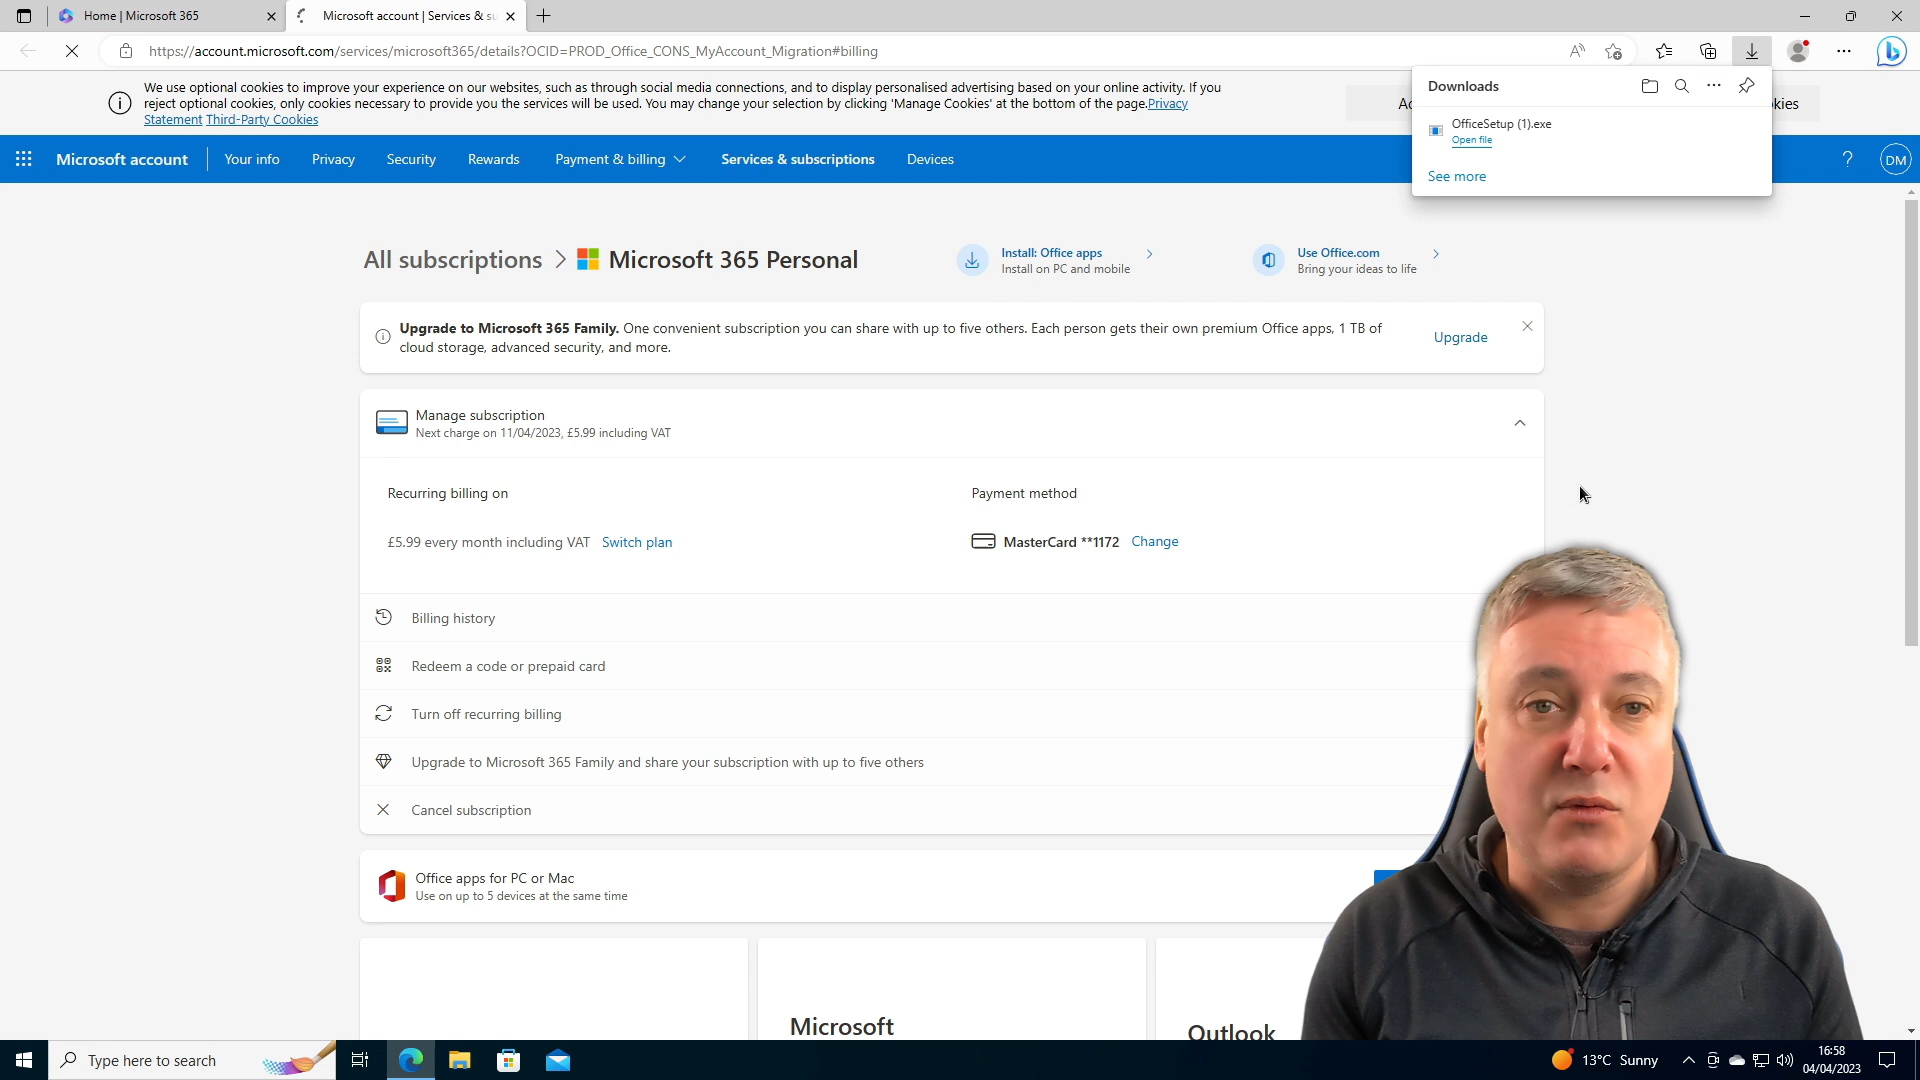 Home | Microsoft 365
Microsoft account | Services & su
https://account.microsoft.com/services/microsoft365/details?OCID=PROD_Office_CONS_MyAccount_Migration#billing
We use optional cookies to improve your experience on our websites, such as through social media connections, and to display personalised advertising based on your online activity. If you
reject optional cookies, only cookies necessary to provide you the services will be used. You may change your selection by clicking 'Manage Cookies' at the bottom of the page.Privacy
Statement Third-Party Cookies
Downloads
OfficeSetup (1).exe
Open file
See more
Microsoft account
Your info
Privacy
Security
Rewards
Payment & billing
Services & subscriptions
Devices
?
DM
All subscriptions > Microsoft 365 Personal
Install: Office apps
Install on PC and mobile
Use Office.com
Bring your ideas to life
Upgrade to Microsoft 365 Family. One convenient subscription you can share with up to five others. Each person gets their own premium Office apps, 1 TB of
cloud storage, advanced security, and more.
Upgrade
Manage subscription
Next charge on 11/04/2023, £5.99 including VAT
Recurring billing on
Payment method
£5.99 every month including VAT Switch plan
MasterCard **1172 Change
Billing history
Redeem a code or prepaid card
Turn off recurring billing
Upgrade to Microsoft 365 Family and share your subscription with up to five others
Cancel subscription
Office apps for PC or Mac
Use on up to 5 devices at the same time
Microsoft
Outlook
Type here to search
13°C Sunny
16:58
04/04/2023